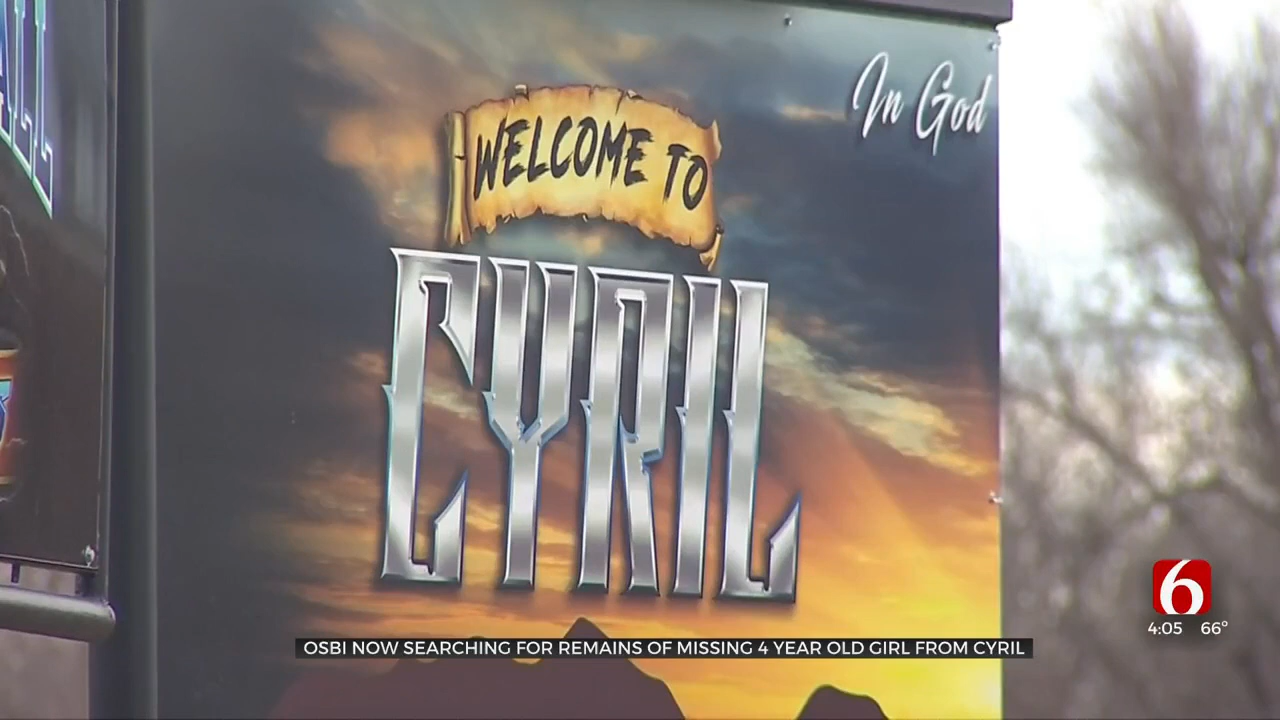 In God
WELCOME TO
CYRIL
OSBI NOW SEARCHING FOR REMAINS OF MISSING 4 YEAR OLD GIRL FROM CYRIL
6
4:05 66°